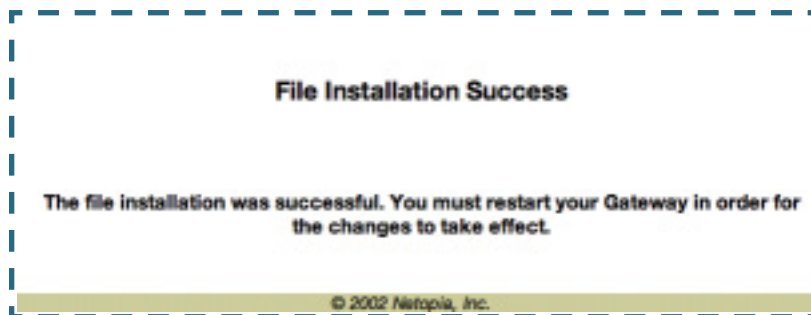 File Installation Success
The file installation was successful. You must restart your Gateway in order for
the changes to take effect.
© 2002 Netopia, Inc.